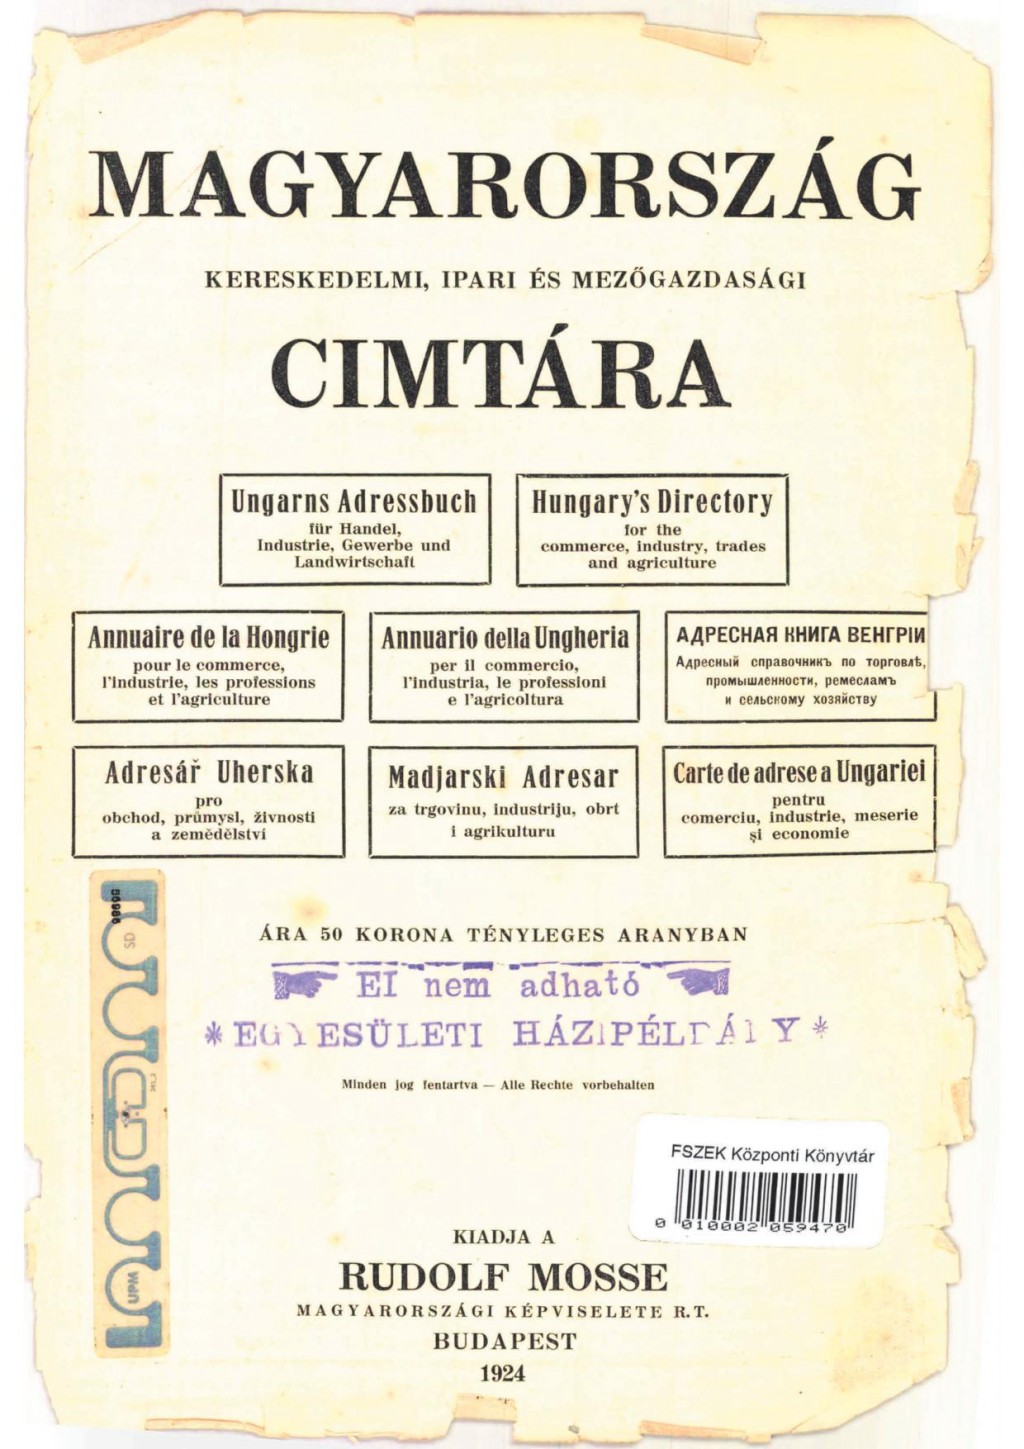 MAGYARORSZÁG
KERESKEDELMI, IPARI ÉS MEZŐGAZDASÁGI
CIMTÁRA
Ungarns Adressbuch
für Handel,
Industrie, Gewerbe und
Landwirtschaft
Hungary's Directory
for the
commerce, industry, trades
and agriculture
Annuaire de la Hongrie
pour le commerce,
l'industrie, les professions
et l'agriculture
Annuario della Ungheria
per il commercio,
l'industria, le professioni
e l'agricoltura
АДРЕСНАЯ КНИГА ВЕНГРІИ
Адресный справочникъ по торговлѣ,
промышленности, ремесламъ
и сельскому хозяйству
Adresář Uherska
pro
obchod, průmysl, živnosti
a zemědělství
Madjarski Adresar
za trgovinu, industriju, obrt
i agrikulturu
Carte de adrese a Ungariei
pentru
comerciu, industrie, meserie
și economie
ÁRA 50 KORONA TÉNYLEGES ARANYBAN
El nem adható
* EGYESÜLETI HÁZIPÉLDÁNY *
Minden jog fentartva — Alle Rechte vorbehalten
FSZEK Központi Könyvtár
0 010002 059470
KIADJA A
RUDOLF MOSSE
MAGYARORSZÁGI KÉPVISELETE R.T.
BUDAPEST
1924
SD
UPM